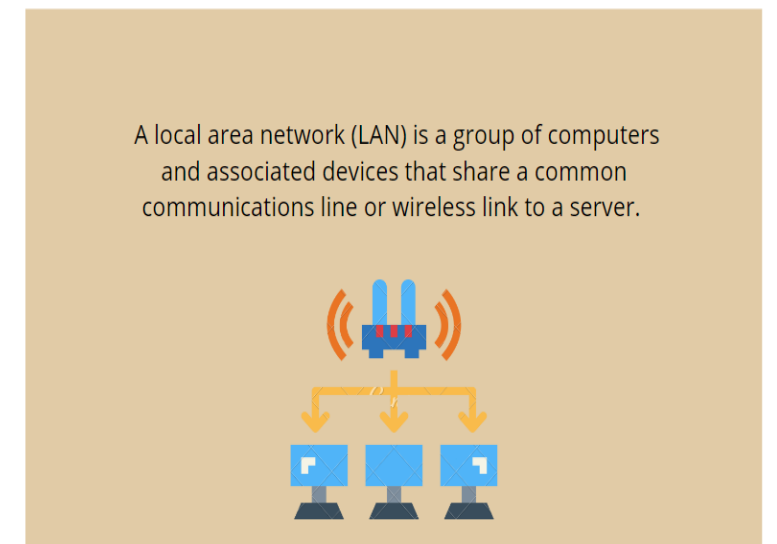 A local area network (LAN) is a group of computers
and associated devices that share a common
communications line or wireless link to a server.